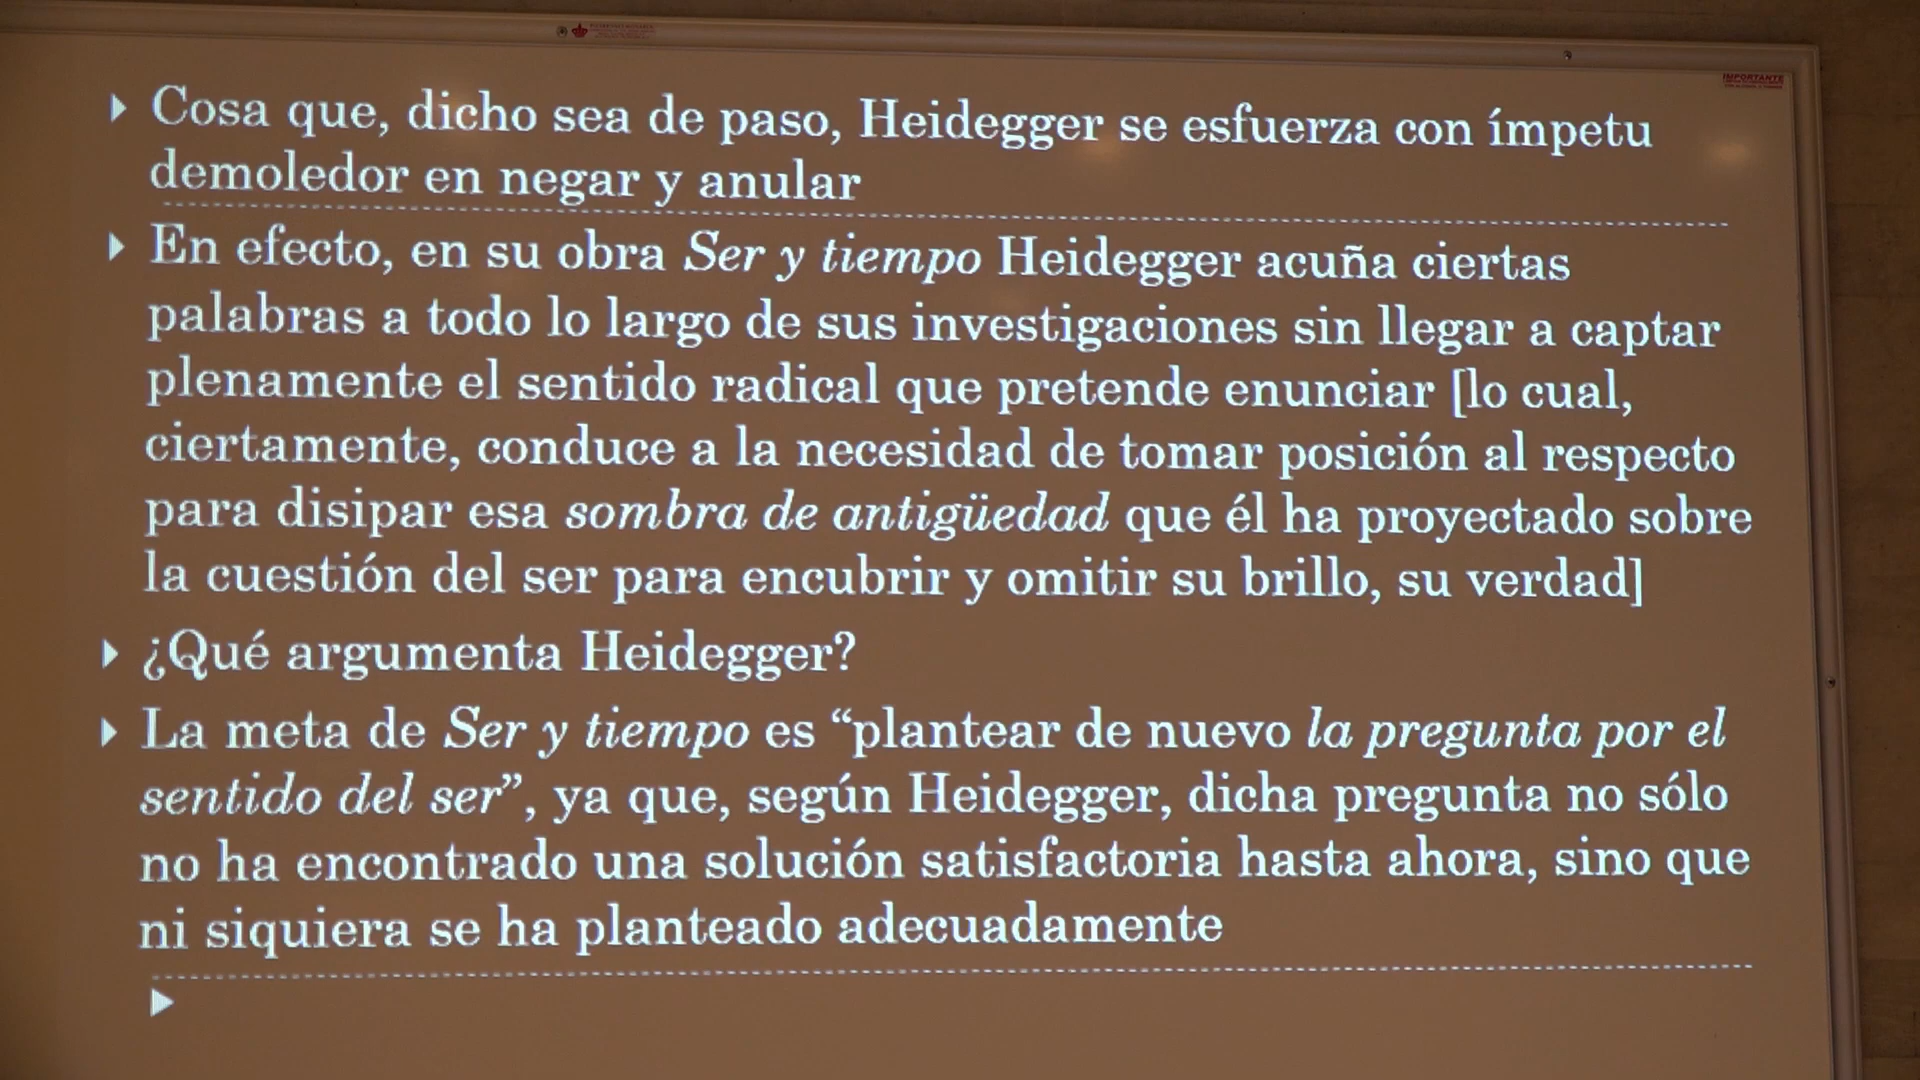 IMPORTANTE
Cosa que, dicho sea de paso, Heidegger se esfuerza con ímpetu
demoledor en negar y anular
En efecto, en su obra Ser y tiempo Heidegger acuña ciertas
palabras a todo lo largo de sus investigaciones sin llegar a captar
plenamente el sentido radical que pretende enunciar [lo cual,
ciertamente, conduce a la necesidad de tomar posición al respecto
para disipar esa sombra de antigüedad que él ha proyectado sobre
la cuestión del ser para encubrir y omitir su brillo, su verdad]
¿Qué argumenta Heidegger?
La meta de Ser y tiempo es “plantear de nuevo la pregunta por el
sentido del ser”, ya que, según Heidegger, dicha pregunta no sólo
no ha encontrado una solución satisfactoria hasta ahora, sino que
ni siquiera se ha planteado adecuadamente